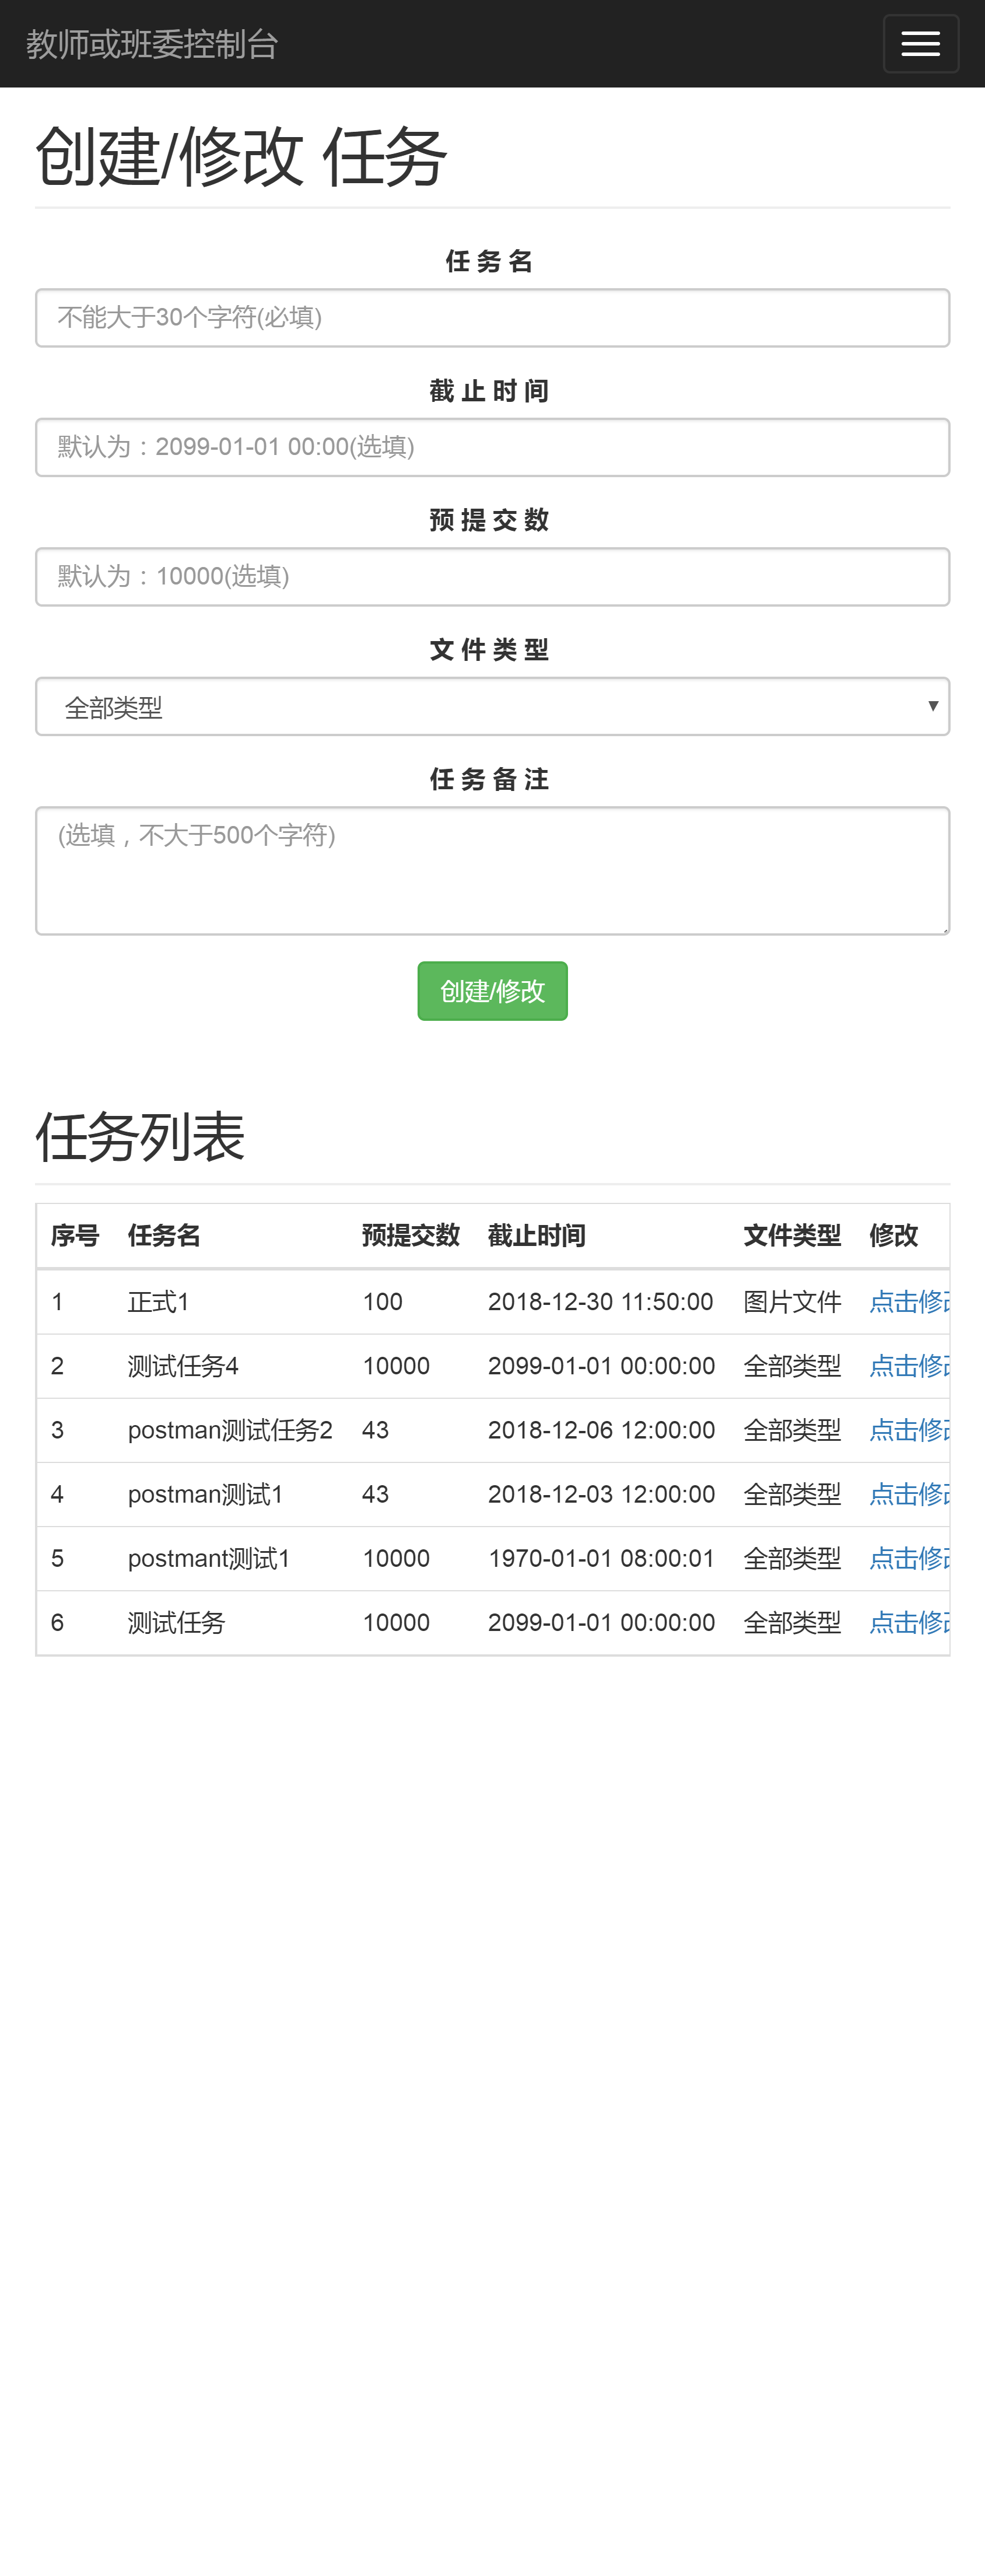 教师或班委控制台
创建/修改 任务
任 务 名
不能大于30个字符(必填)
截 止 时 间
默认为：2099-01-01 00:00(选填)
预 提 交 数
默认为：10000(选填)
文 件 类 型
全部类型
任 务 备 注
(选填，不大于500个字符)
创建/修改
任务列表
序号 任务名 预提交数 截止时间 文件类型 修改
1 正式1 100 2018-12-30 11:50:00 图片文件 点击修改
2 测试任务4 10000 2099-01-01 00:00:00 全部类型 点击修改
3 postman测试任务2 43 2018-12-06 12:00:00 全部类型 点击修改
4 postman测试1 43 2018-12-03 12:00:00 全部类型 点击修改
5 postmant测试1 10000 1970-01-01 08:00:01 全部类型 点击修改
6 测试任务 10000 2099-01-01 00:00:00 全部类型 点击修改